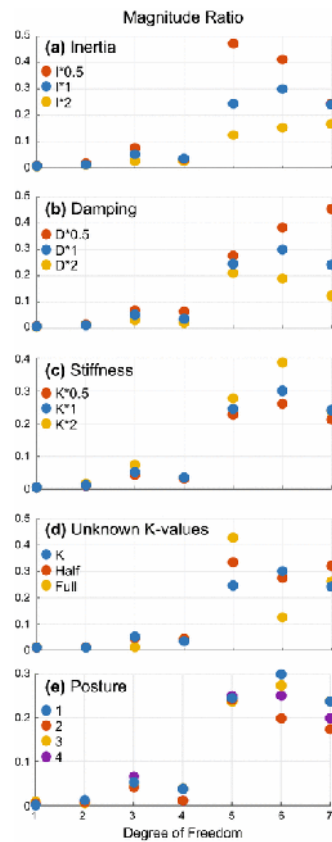 Magnitude Ratio
0.5
(a) Inertia
0.4
I*0.5
0.3
I*1
I*2
0.2
0.1
0
0.5
(b) Damping
0.4
D*0.5
D*1
0.3
D*2
0.2
0.1
0
0.4
(c) Stiffness
0.3
K*0.5
K*1
0.2
K*2
0.1
0
0.5
(d) Unknown K-values
0.4
K
0.3
Half
Full
0.2
0.1
0
0.3
(e) Posture
1
0.2
2
3
4
0.1
0
1 2 3 4 5 6 7
Degree of Freedom